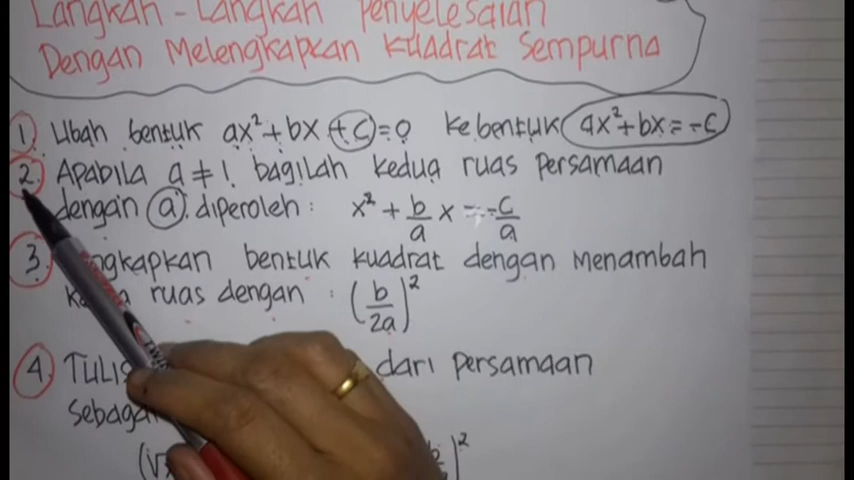 Langkah - Langkah Penyelesaian
Dengan Melengkapkan Kuadrat Sempurna
1. Ubah bentuk ax² + bx + c = 0 ke bentuk ax² + bx = -c
2. Apabila a ≠ 1, bagilah kedua ruas persamaan
dengan a. diperoleh : x² + b/a x = -c/a
3. ngkapkan bentuk kuadrat dengan menambah
ruas dengan : (b/2a)²
4. Tulis dari persamaan
sebaga